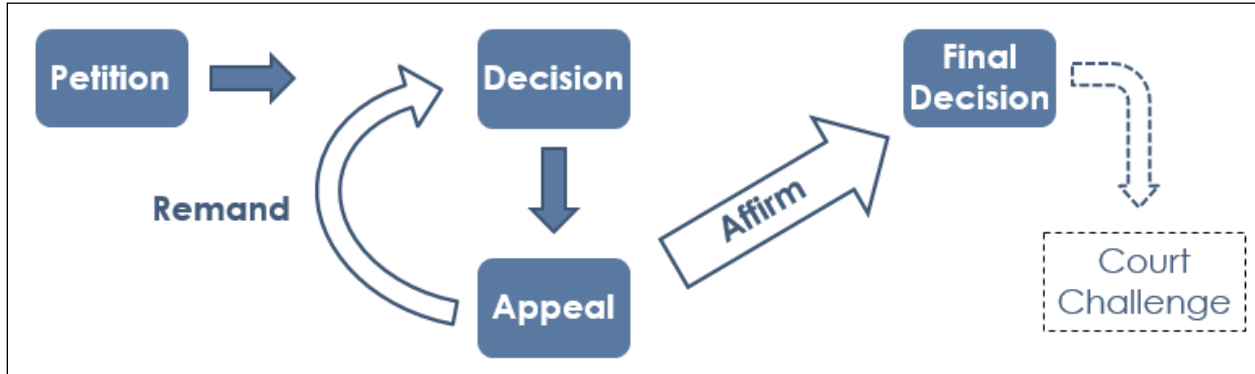 Petition
Decision
Final
Decision
Remand
Affirm
Appeal
Court
Challenge